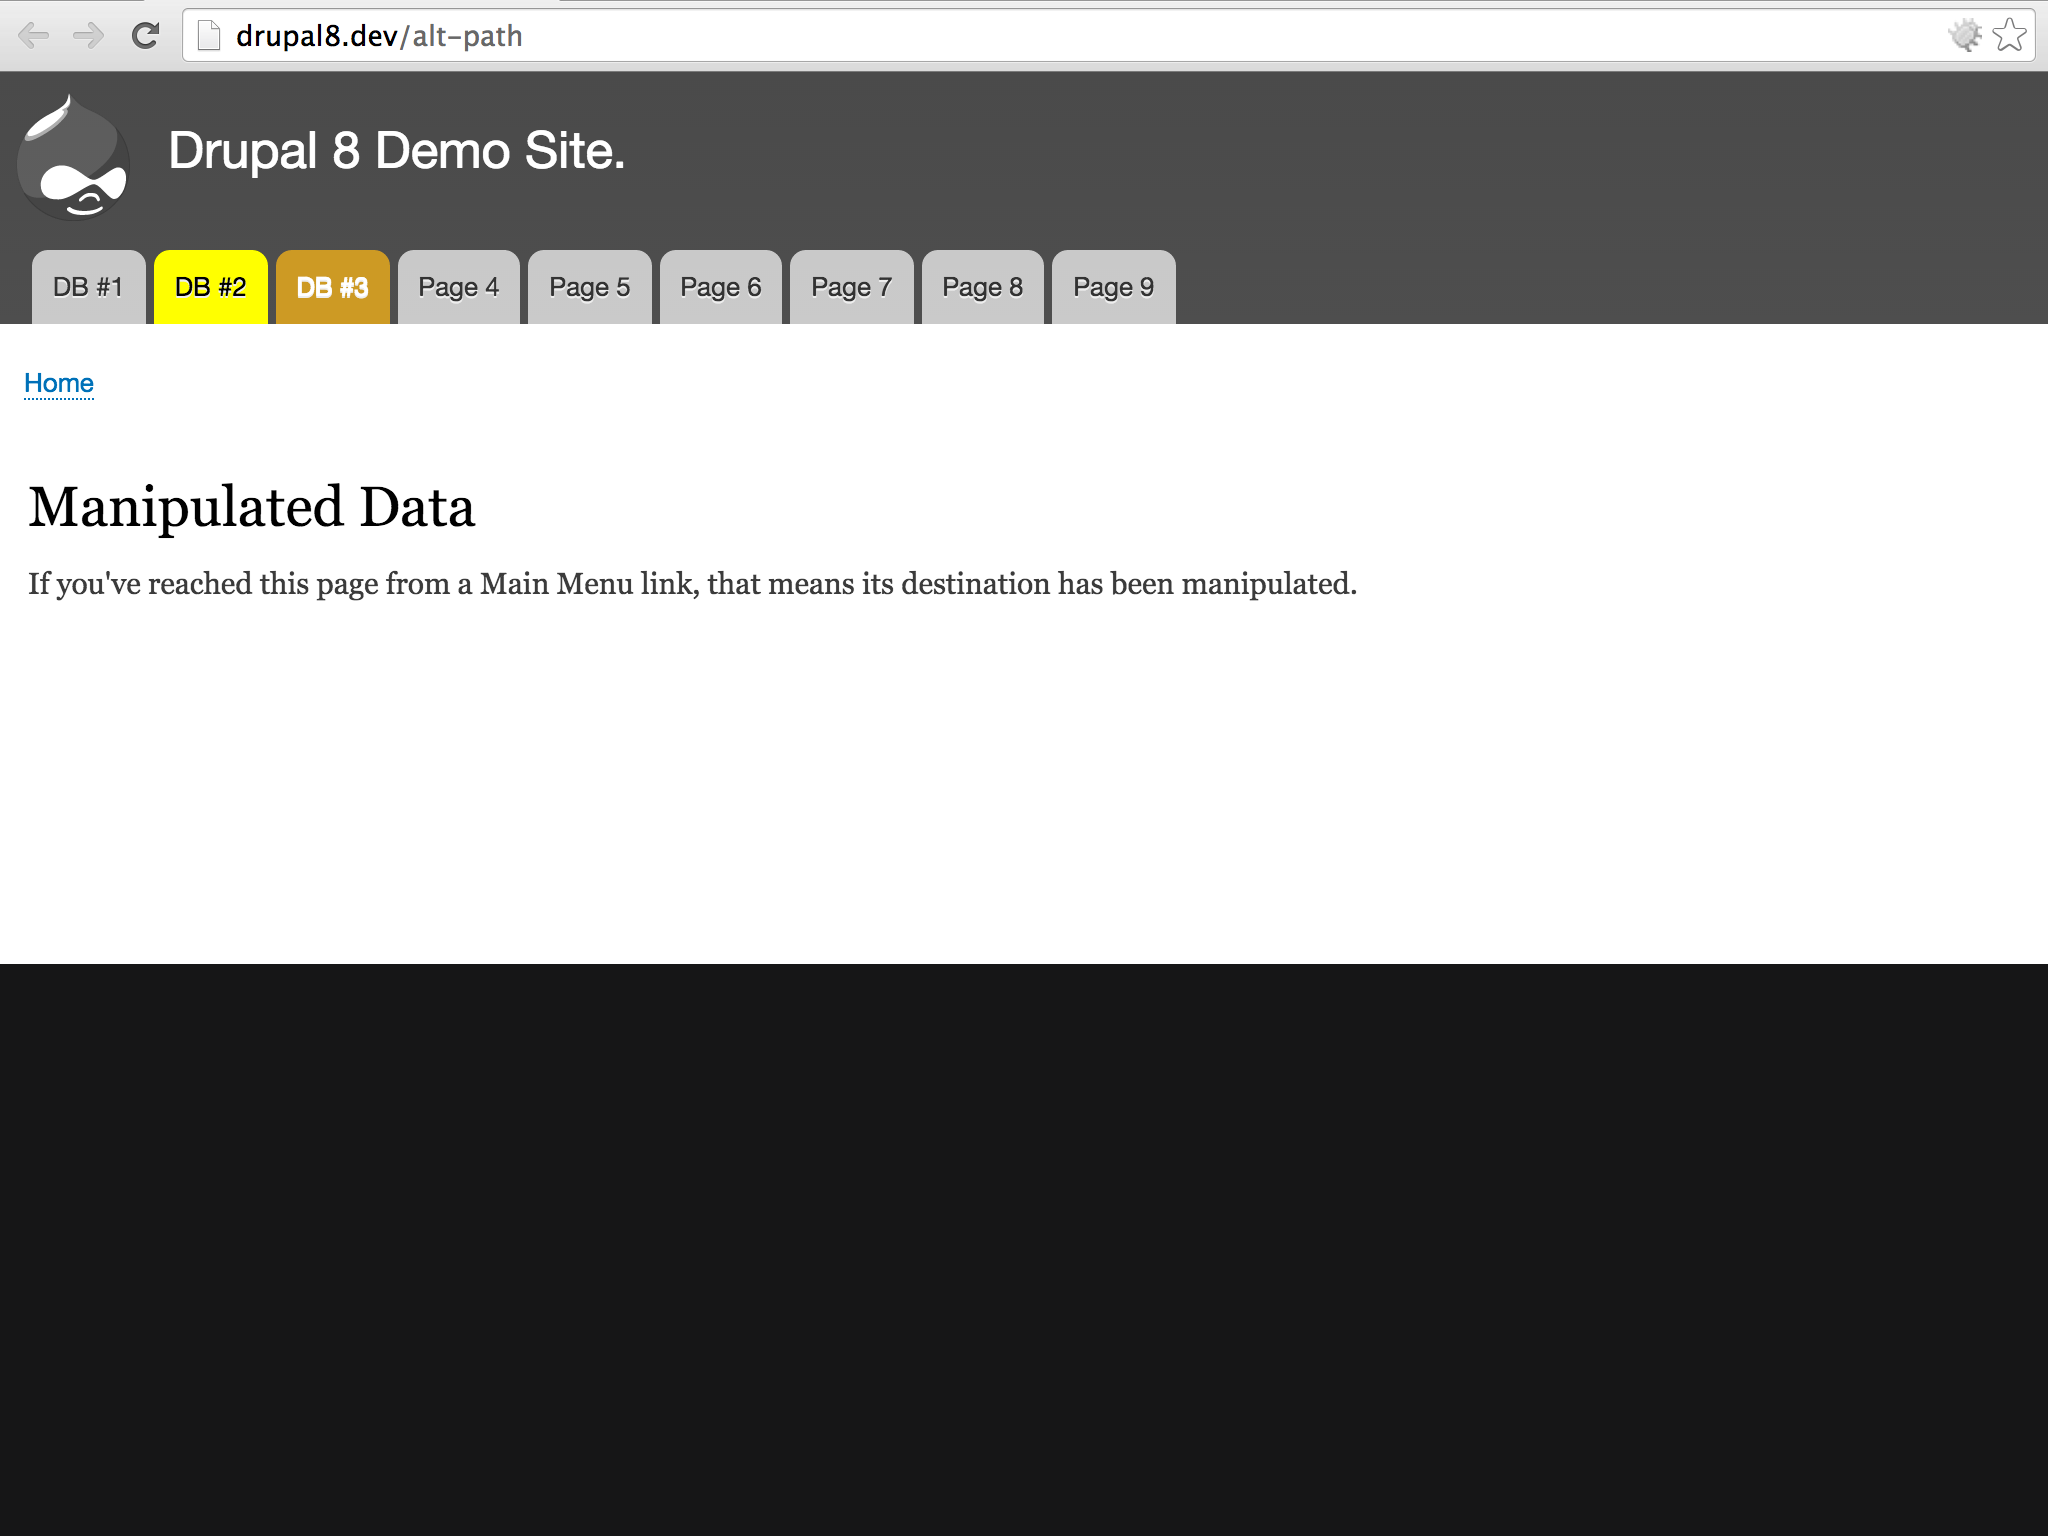 drupal8.dev/alt-path
Drupal 8 Demo Site.
DB #1 DB #2 DB #3 Page 4 Page 5 Page 6 Page 7 Page 8 Page 9
Home
Manipulated Data
If you've reached this page from a Main Menu link, that means its destination has been manipulated.